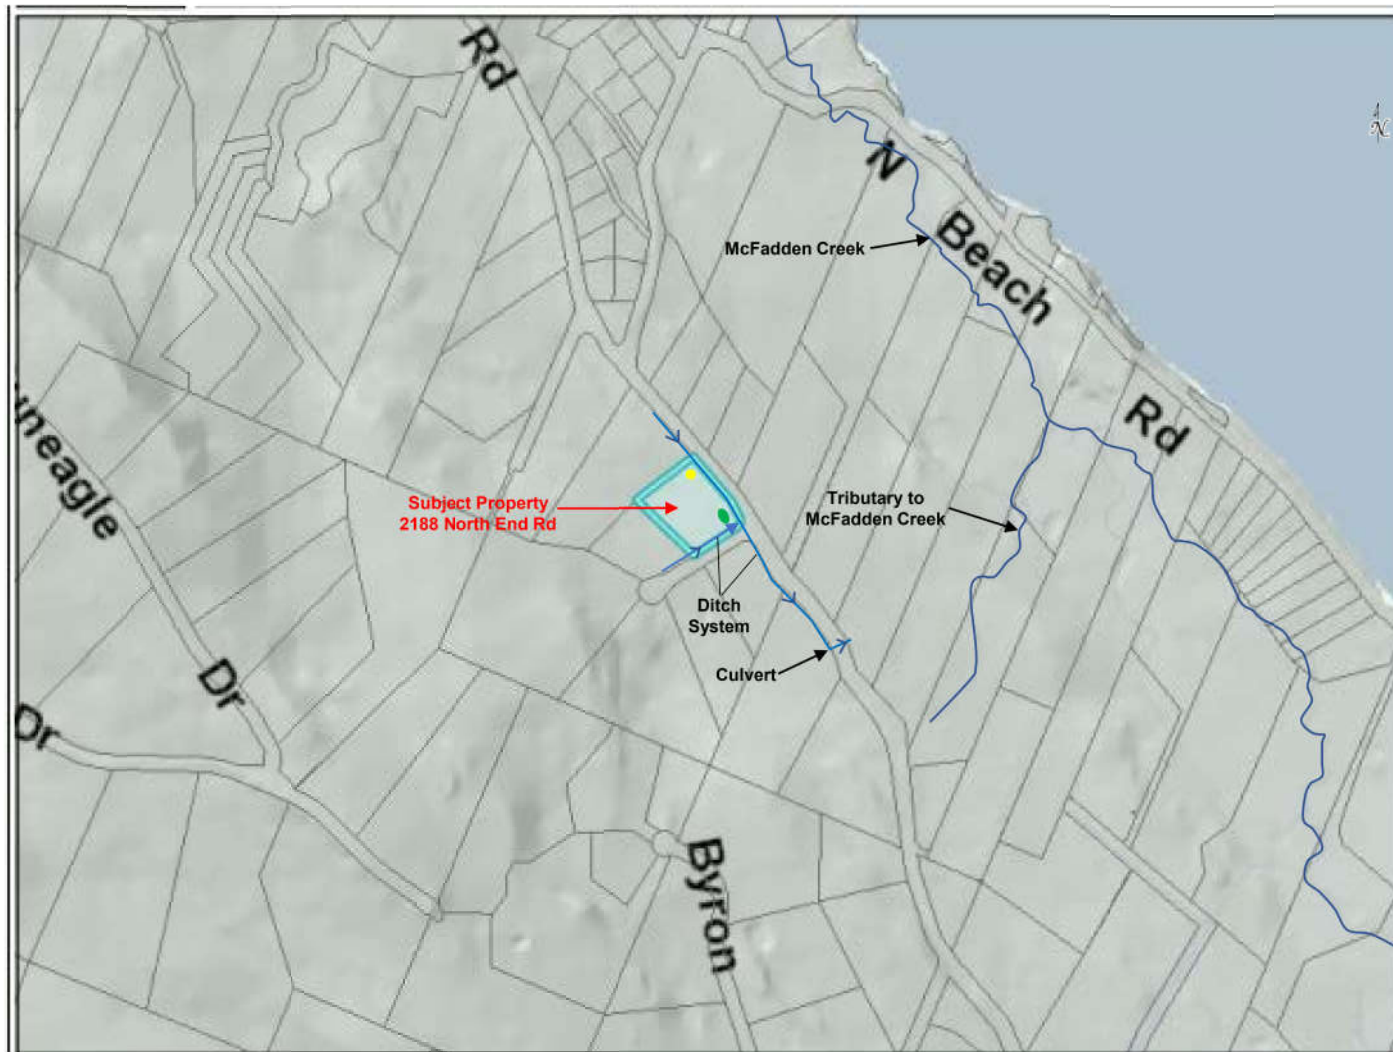 Rd
N
N
Beach
Rd
McFadden Creek
Subject Property
2188 North End Rd
Tributary to
McFadden Creek
Ditch
System
Culvert
uneagle
Dr
Dr
Byron